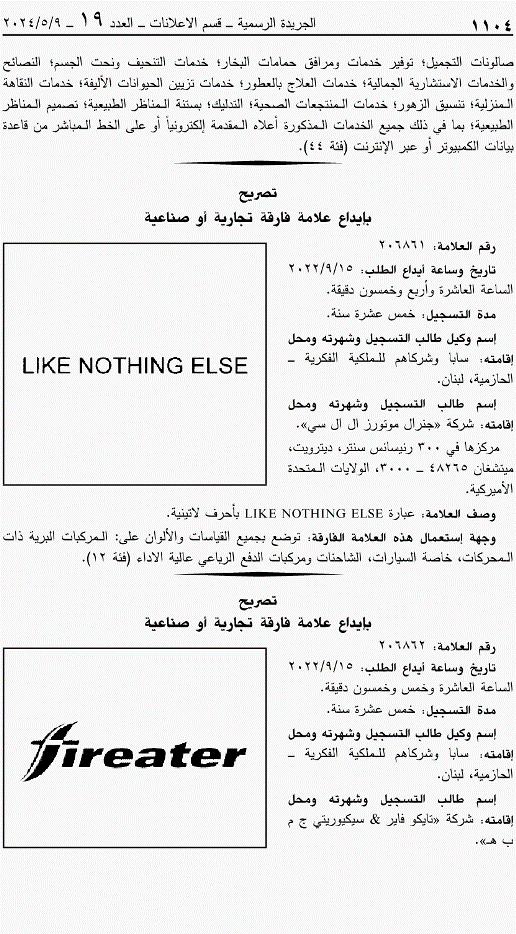 ١١٠٤ الجريدة الرسمية ــ قسم الاعلانات ــ العدد ١٩ ــ ٢٠٢٤/٥/٩
صالونات التجميل؛ توفير خدمات ومرافق حمامات البخار؛ خدمات التنحيف ونحت الجسم؛ النصائح
والخدمات الاستشارية الجمالية؛ خدمات العلاج بالعطور؛ خدمات تزيين الحيوانات الأليفة؛ خدمات النقاهة
المنزلية؛ تنسيق الزهور؛ خدمات المنتجعات الصحية؛ التدليك؛ بستنة المناظر الطبيعية؛ تصميم المناظر
الطبيعية؛ بما في ذلك جميع الخدمات المذكورة أعلاه المقدمة إلكترونياً أو على الخط المباشر من قاعدة
بيانات الكمبيوتر أو عبر الإنترنت (فئة ٤٤).
تصريح
بإيداع علامة فارقة تجارية أو صناعية
رقم العلامة: ٢٠٦٨٦١
تاريخ وساعة أيداع الطلب: ٢٠٢٢/٩/١٥
الساعة العاشرة وأربع وخمسون دقيقة.
مدة التسجيل: خمس عشرة سنة.
إسم وكيل طالب التسجيل وشهرته ومحل
إقامته: سابا وشركاهم للملكية الفكرية ــ
الحازمية، لبنان.
إسم طالب التسجيل وشهرته ومحل
إقامته: شركة «جنرال موتورز ال ال سي».
مركزها في ٣٠٠ رنيسانس سنتر، ديترويت،
ميتشغان ٤٨٢٦٥ ــ ٣٠٠٠، الولايات المتحدة
الأميركية.
LIKE NOTHING ELSE
وصف العلامة: عبارة LIKE NOTHING ELSE بأحرف لاتينية.
وجهة إستعمال هذه العلامة الفارقة: توضع بجميع القياسات والألوان على: المركبات البرية ذات
المحركات، خاصة السيارات، الشاحنات ومركبات الدفع الرباعي عالية الاداء (فئة ١٢).
تصريح
بإيداع علامة فارقة تجارية أو صناعية
رقم العلامة: ٢٠٦٨٦٢
تاريخ وساعة أيداع الطلب: ٢٠٢٢/٩/١٥
الساعة العاشرة وخمس وخمسون دقيقة.
مدة التسجيل: خمس عشرة سنة.
إسم وكيل طالب التسجيل وشهرته ومحل
إقامته: سابا وشركاهم للملكية الفكرية ــ
الحازمية، لبنان.
إسم طالب التسجيل وشهرته ومحل
إقامته: شركة «تايكو فاير & سيكيوريتي ج م
ب هـ».
fireater